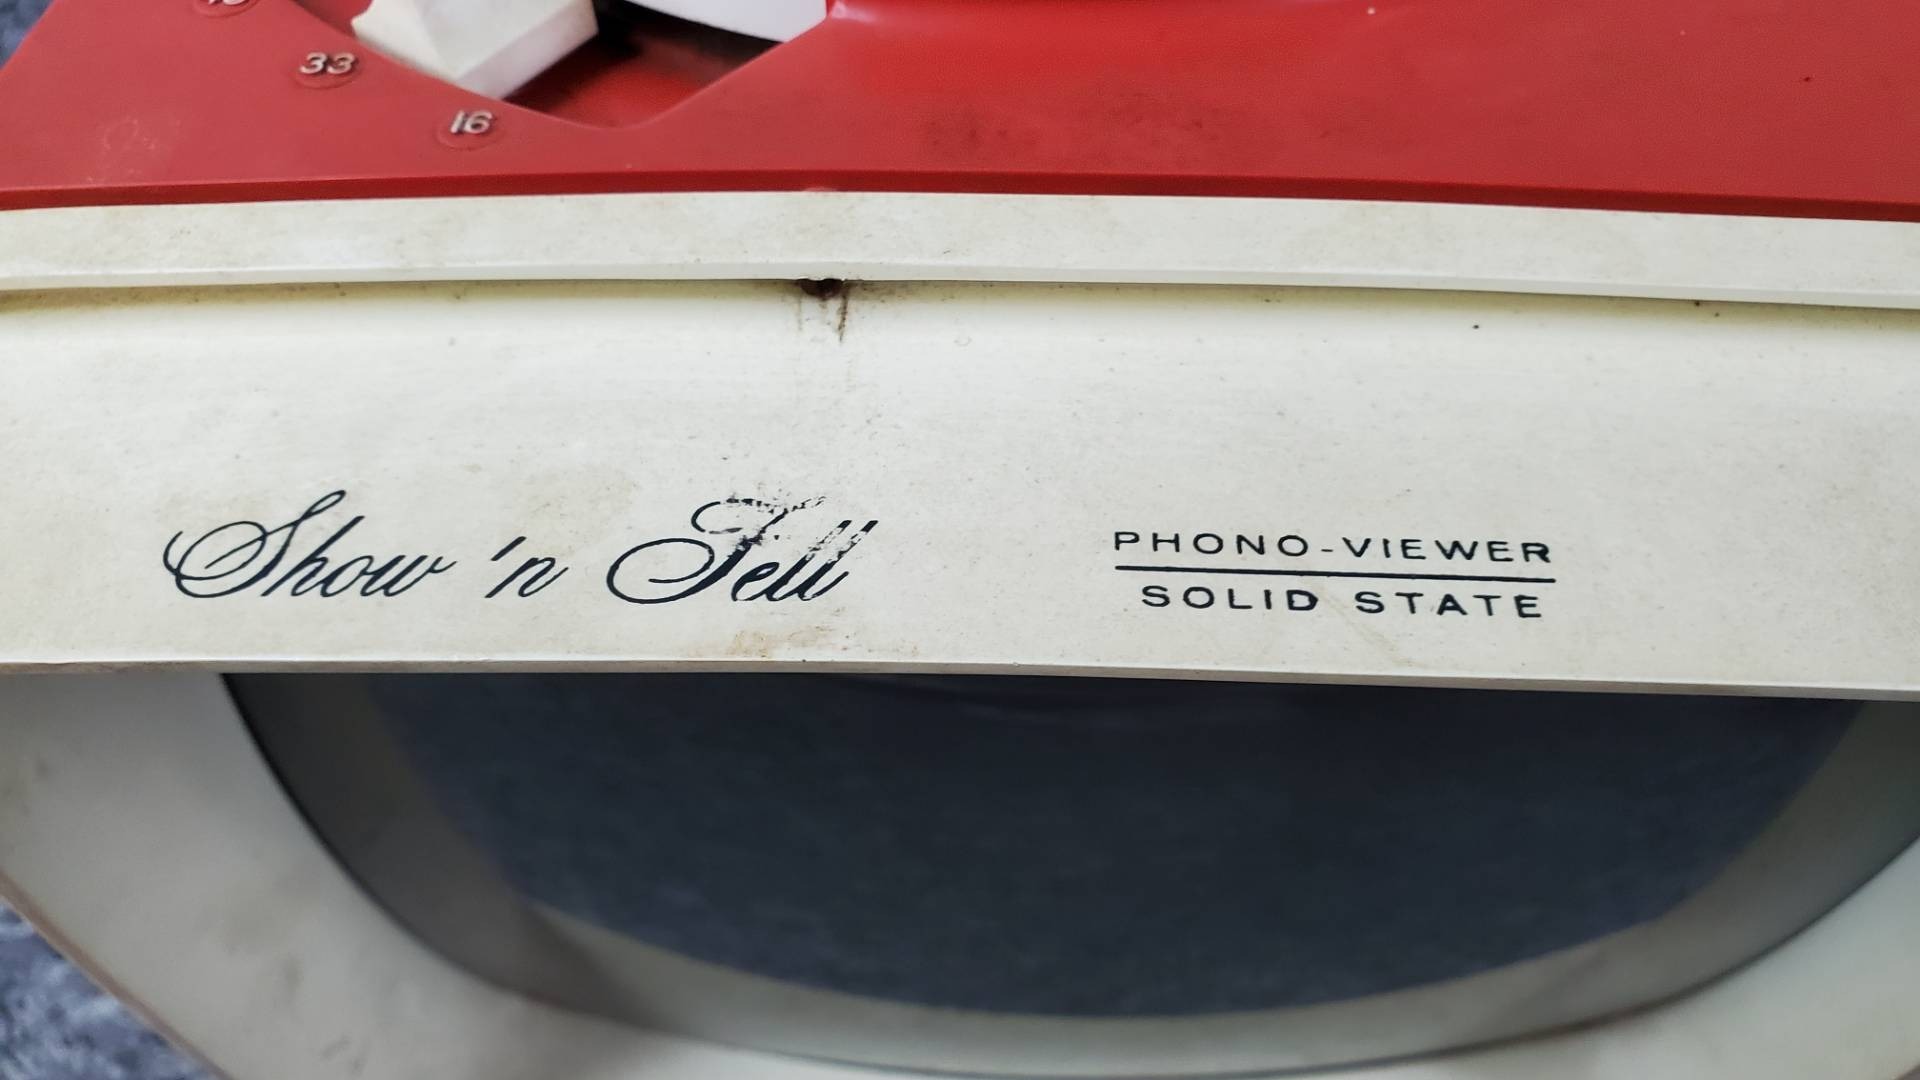 33
16
Show 'n Tell
PHONO-VIEWER
SOLID STATE